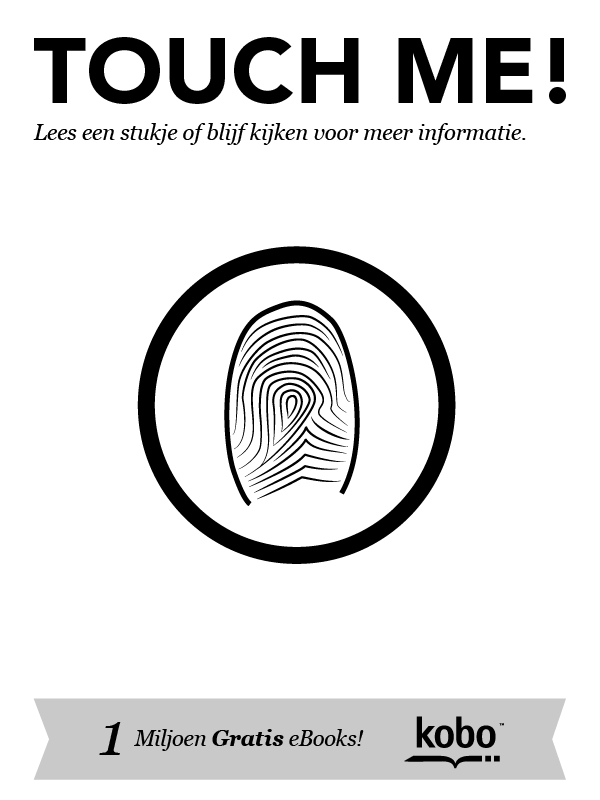 TOUCH ME!
Lees een stukje of blijf kijken voor meer informatie.
1 Miljoen Gratis eBooks!
kobo™